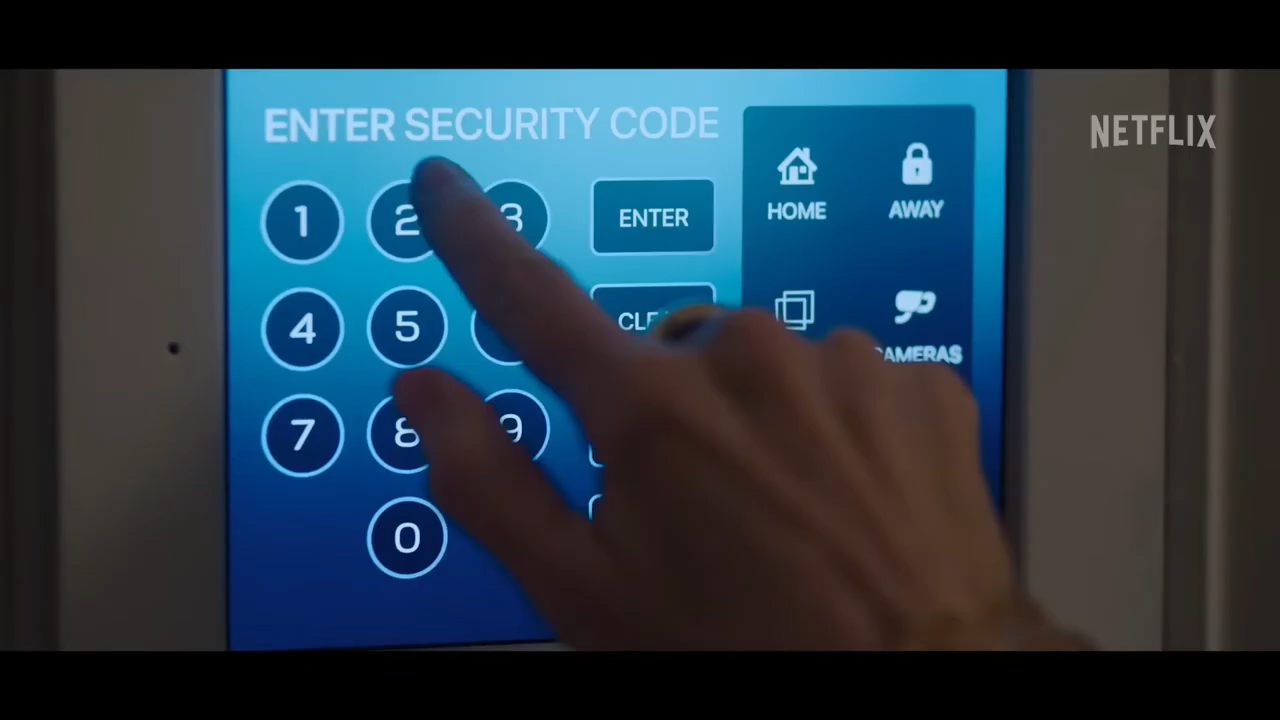 ENTER SECURITY CODE
NETFLIX
1 2 3 ENTER
HOME AWAY
4 5
7 8 9
0